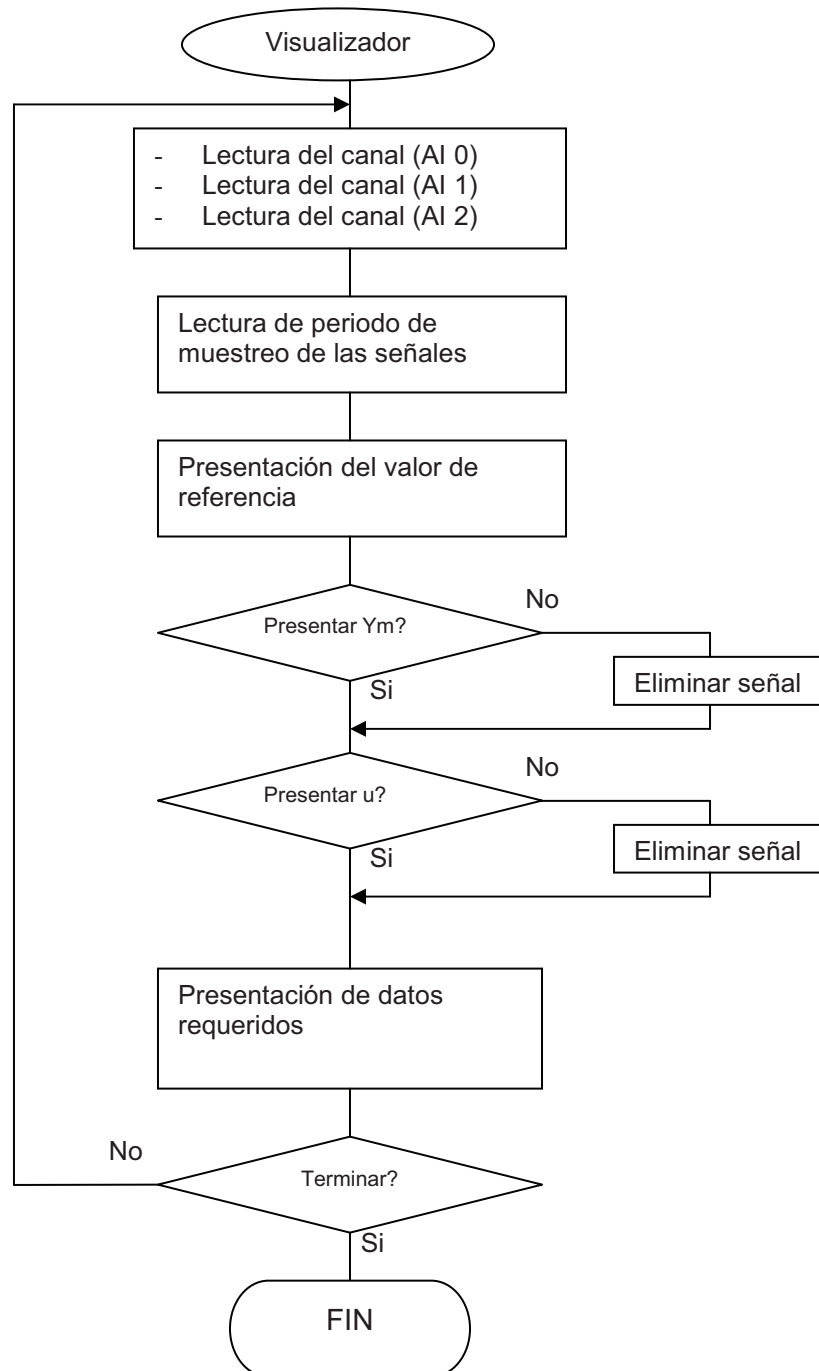 Visualizador
- Lectura del canal (AI 0)
- Lectura del canal (AI 1)
- Lectura del canal (AI 2)
Lectura de periodo de
muestreo de las señales
Presentación del valor de
referencia
Presentar Ym?
No
Eliminar señal
Si
Presentar u?
No
Eliminar señal
Si
Presentación de datos
requeridos
No
Terminar?
Si
FIN